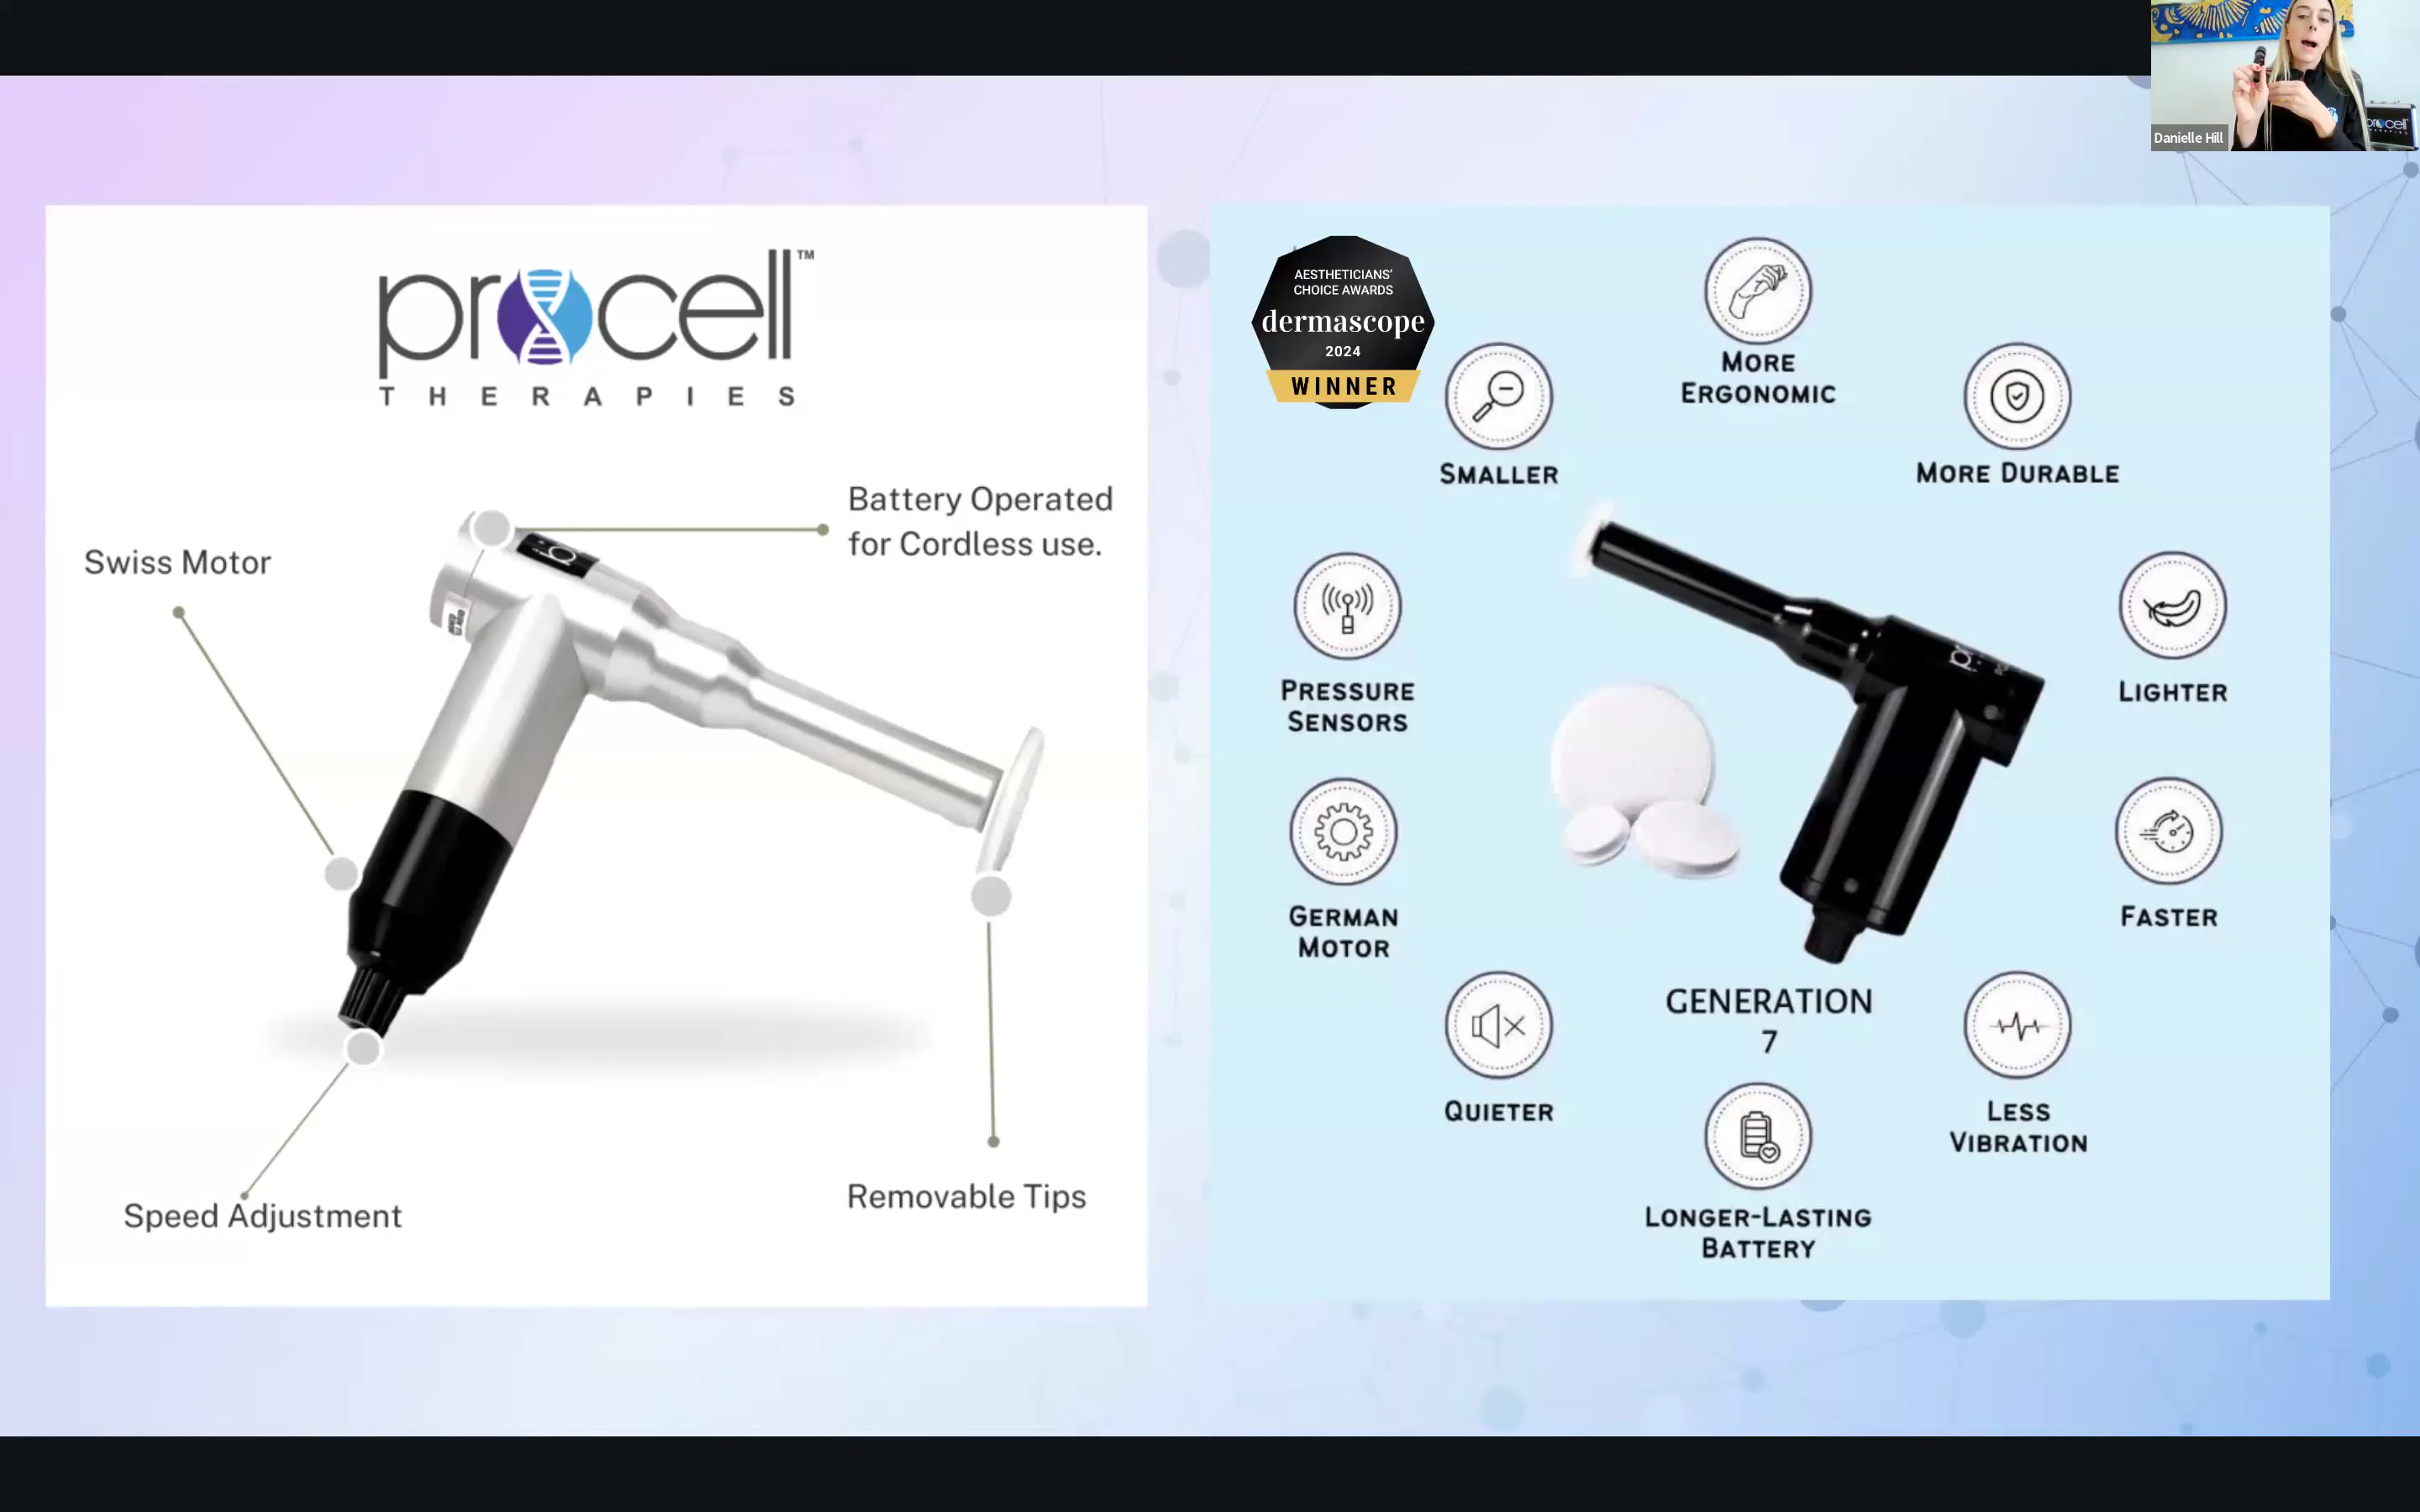 Danielle Hill
procell
procell™
THERAPIES
Battery Operated
for Cordless use.
Swiss Motor
Speed Adjustment
Removable Tips
AESTHETICIANS'
CHOICE AWARDS
dermascope
2024
WINNER
MORE
ERGONOMIC
SMALLER
MORE DURABLE
PRESSURE
SENSORS
LIGHTER
GERMAN
MOTOR
FASTER
GENERATION
7
QUIETER
LESS
VIBRATION
LONGER-LASTING
BATTERY